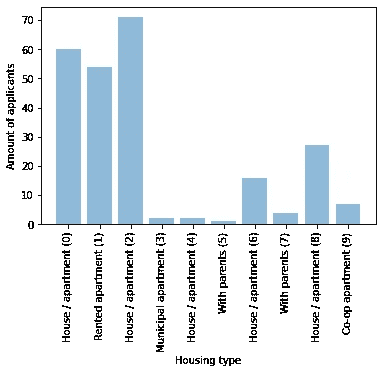 Amount of applicants
70
60
50
40
30
20
10
0
House / apartment (0)
Rented apartment (1)
House / apartment (2)
Municipal apartment (3)
House / apartment (4)
With parents (5)
House / apartment (6)
With parents (7)
House / apartment (8)
Co-op apartment (9)
Housing type